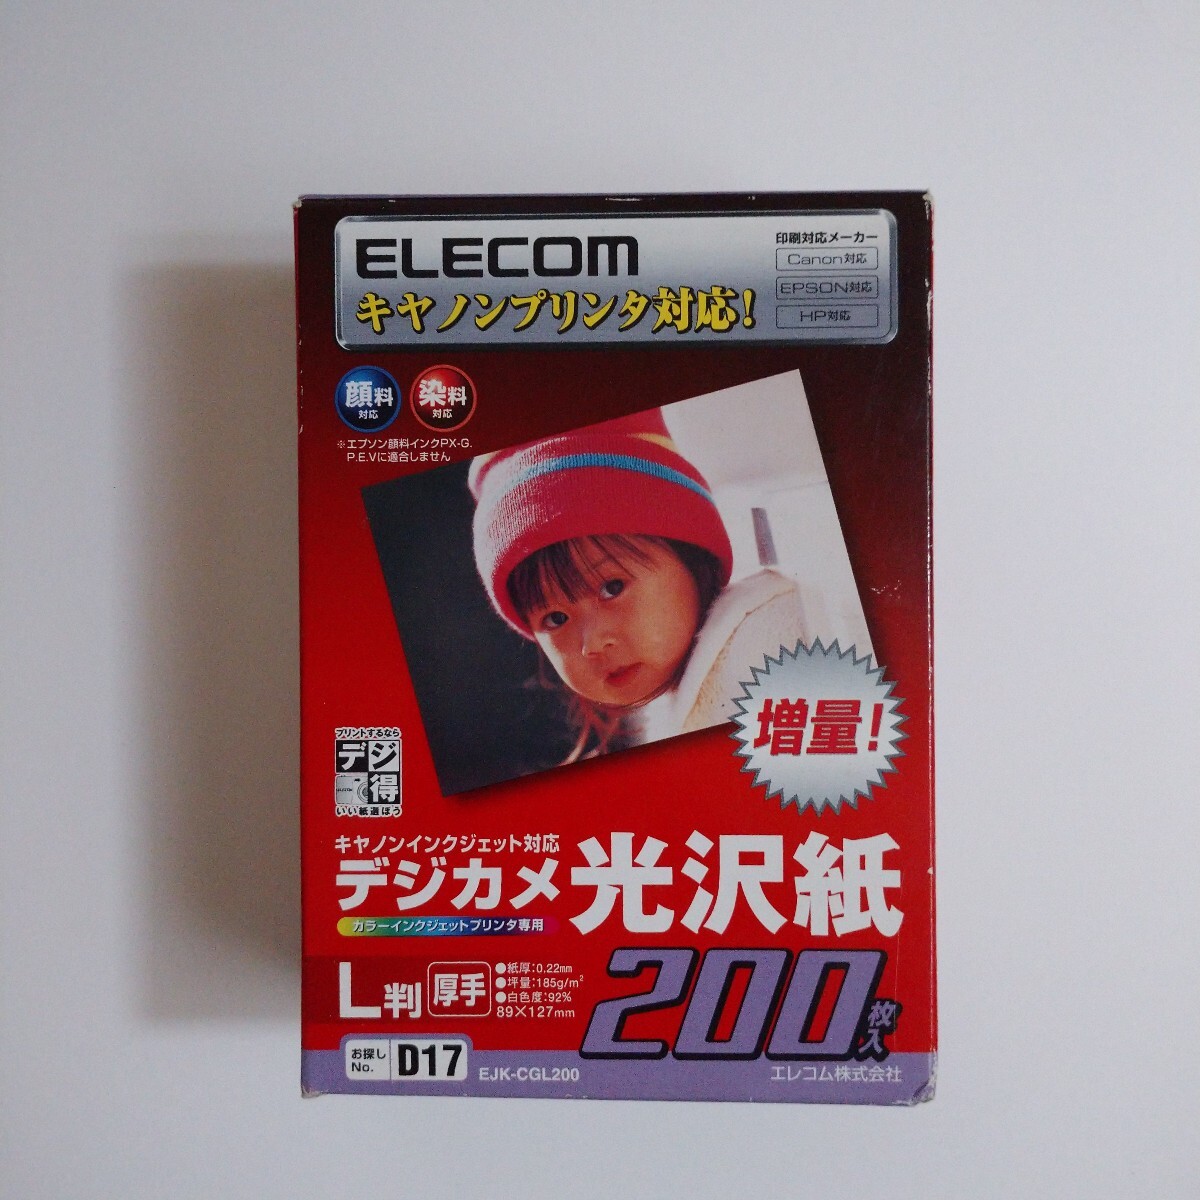 ELECOM
キヤノンプリンタ対応!
印刷対応メーカー
Canon対応
EPSON対応
HP対応
顔料
対応
染料
対応
※エプソン顔料インクPX-G.
P.E.Vに適合しません
増量!
プリントするなら
デジ
得
いい紙選ぼう
キヤノンインクジェット対応
デジカメ光沢紙
カラーインクジェットプリンタ専用
L判
厚手
●紙厚:0.22mm
●坪量:185g/m²
●白色度:92%
89×127mm
200枚入
お探し
No.
D17
EJK-CGL200
エレコム株式会社